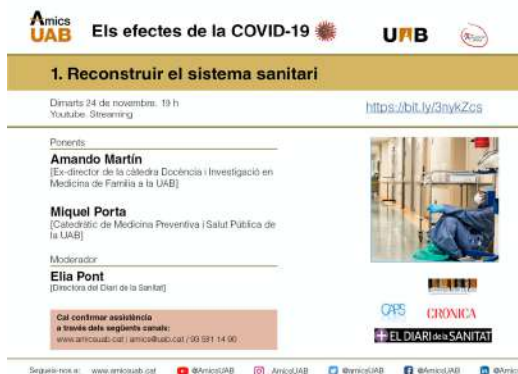 Amics
UAB
Els efectes de la COVID-19
UAB
1. Reconstruir el sistema sanitari
Dimarts 24 de novembre. 19 h
Youtube Streaming
https://bit.ly/3nykZcs
Ponents
Amando Martín
[Ex-director de la càtedra Docència i Investigació en
Medicina de Familia a la UAB]
Miquel Porta
[Catedràtic de Medicina Preventiva i Salut Pública de
la UAB]
Moderador
Elia Pont
[Directora del Diari de la Sanitat]
Cal confirmar assistència
a través dels següents canals:
www.amicsuab.cat | amics@uab.cat / 93 581 14 90
CAPS
CRÒNICA
EL DIARI de la SANITAT
Segueix-nos a: www.amicsuab.cat @AmicsUAB AmicsUAB @amicsUAB @AmicsUAB @Amics